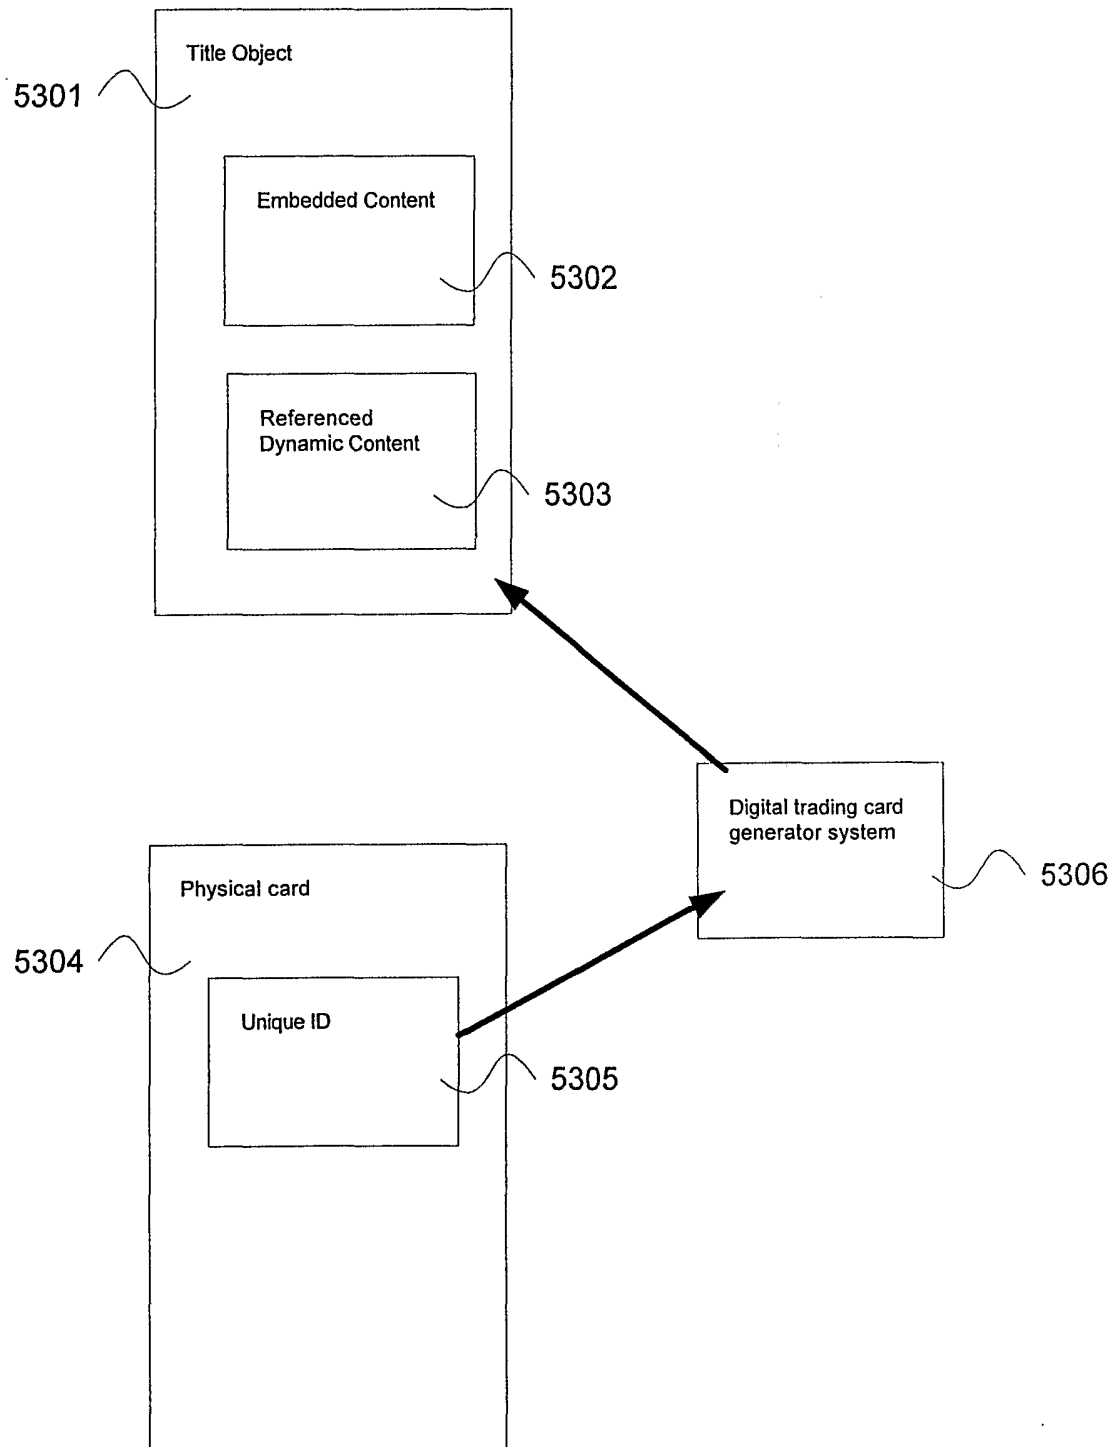 Title Object
5301
Embedded Content
5302
Referenced
Dynamic Content
5303
Digital trading card
generator system
5306
Physical card
5304
Unique ID
5305